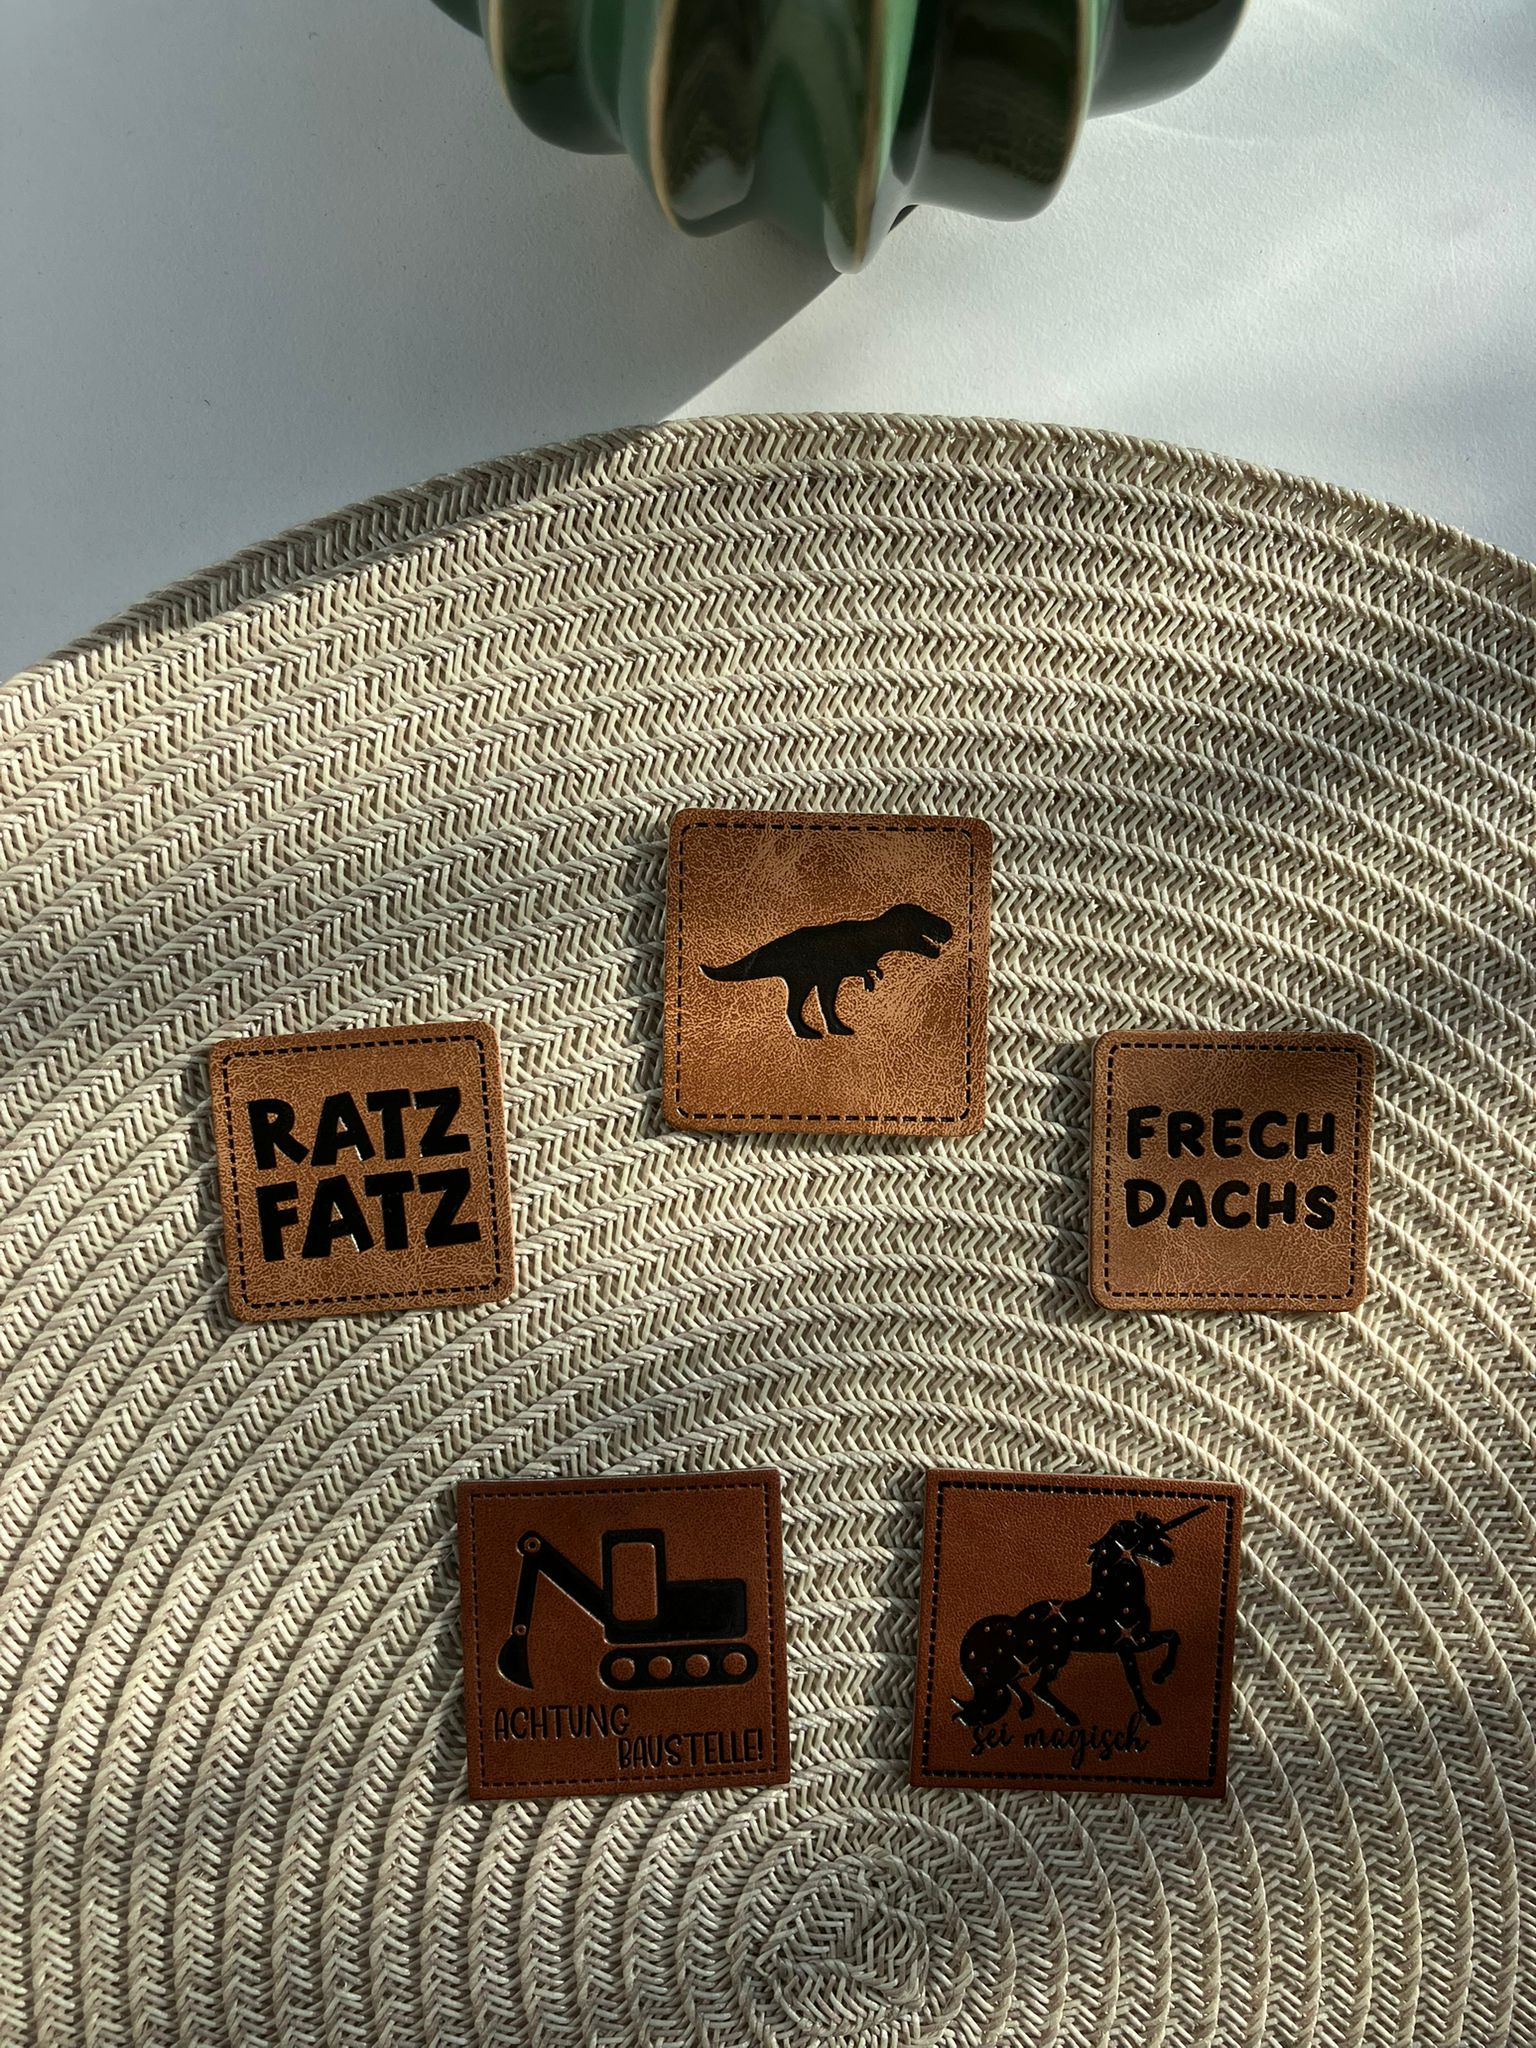 RATZ
FATZ
FRECH
DACHS
ACHTUNG
BAUSTELLE!
sei magisch